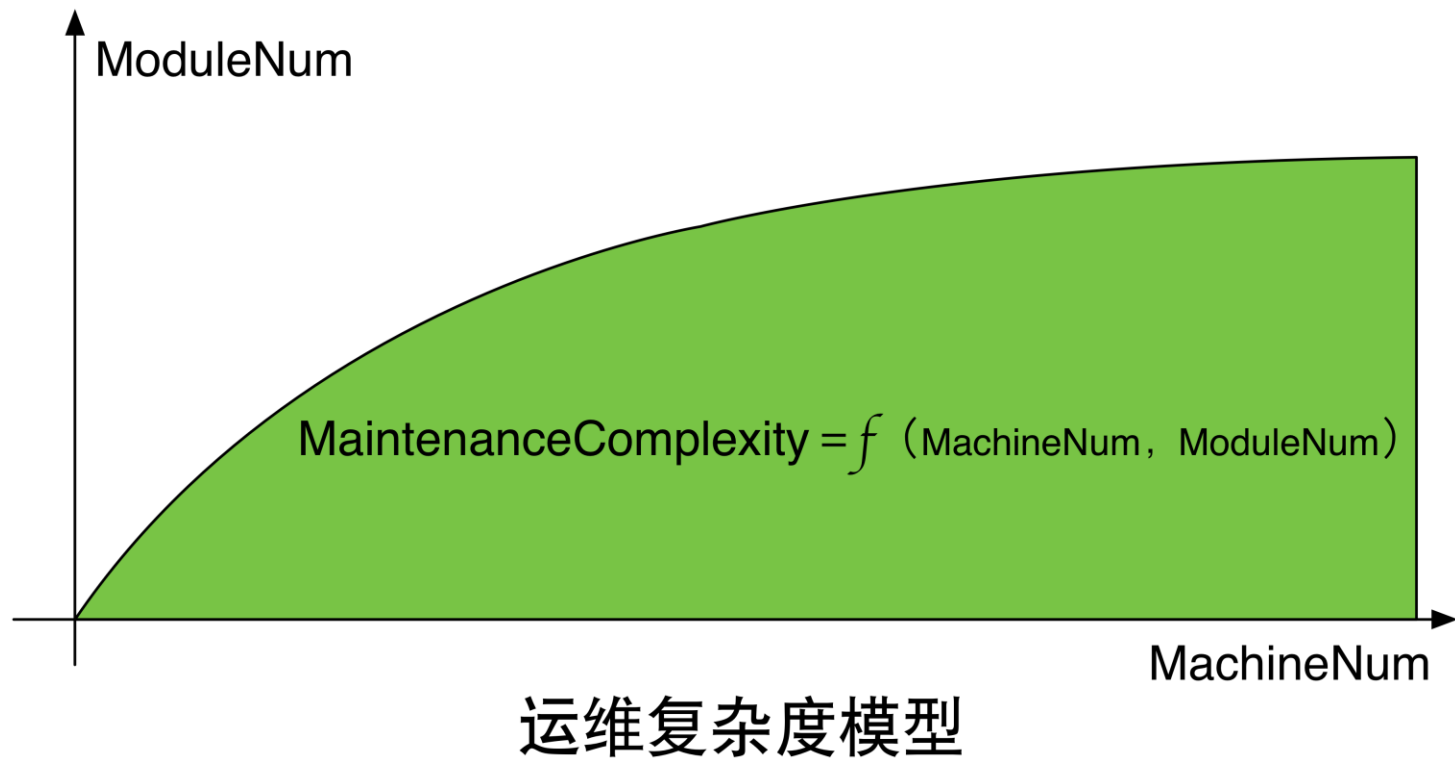 ModuleNum
MaintenanceComplexity = f（MachineNum，ModuleNum）
MachineNum
运维复杂度模型